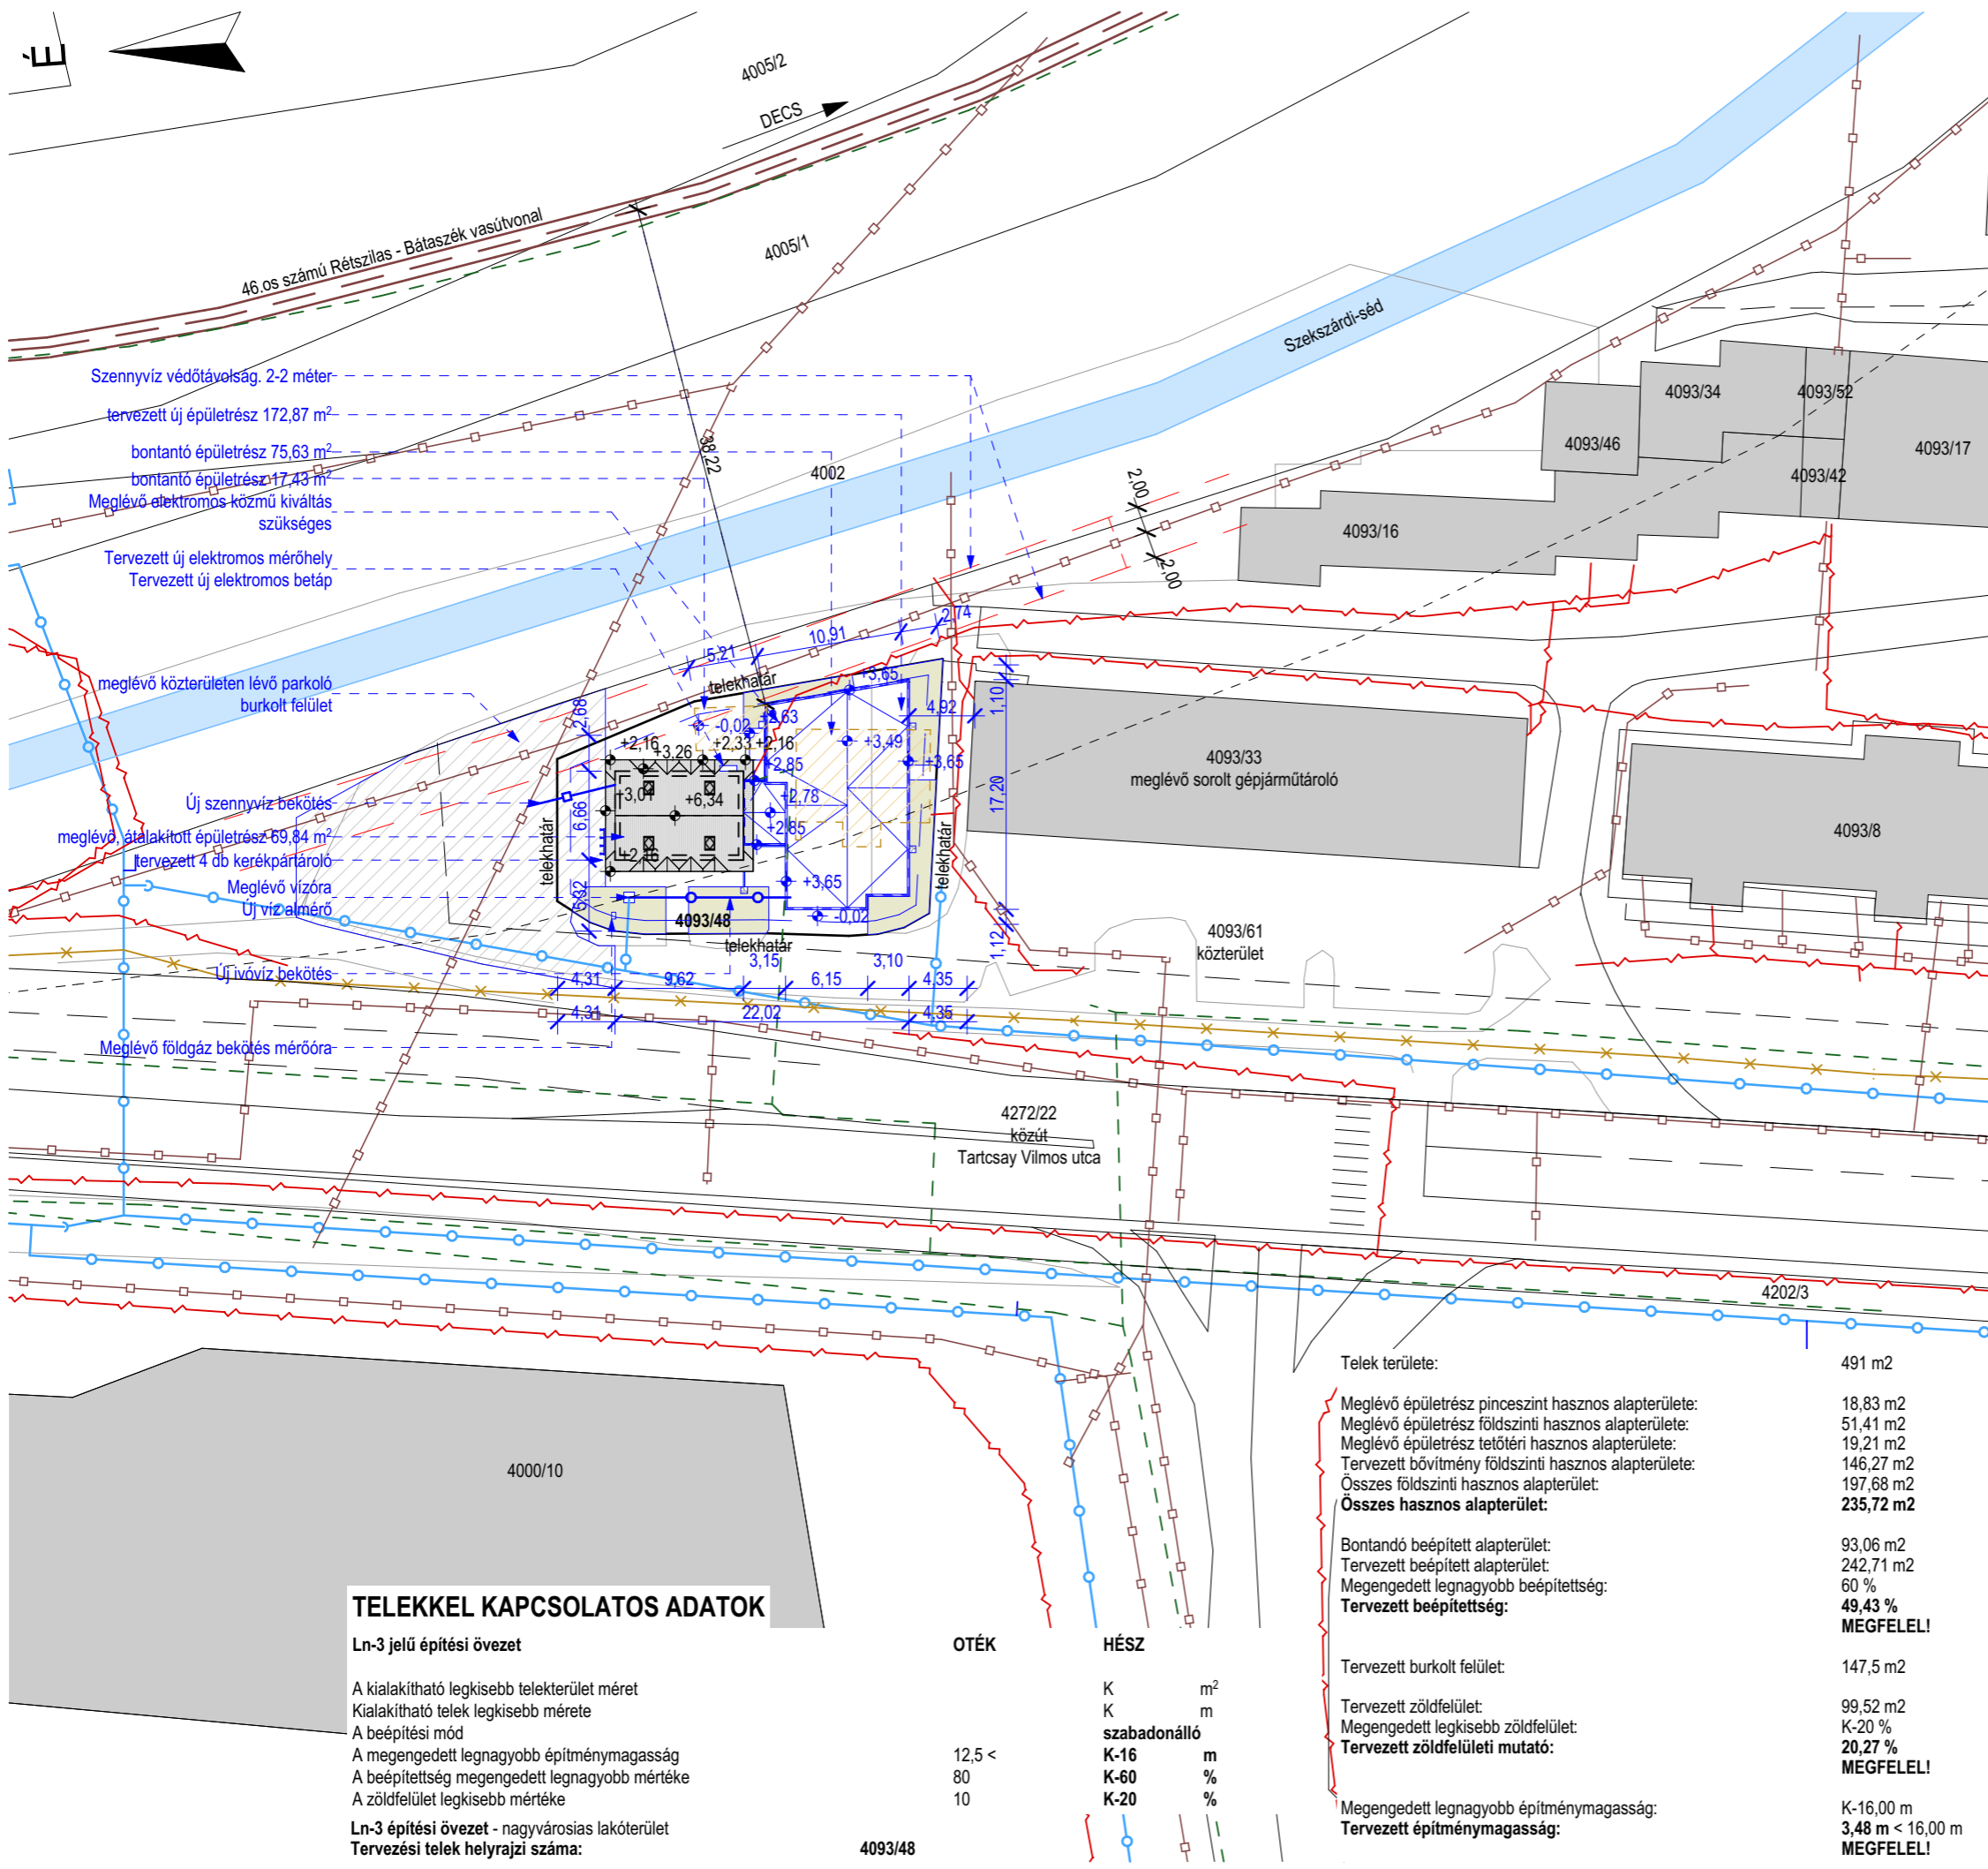 É
4005/2
DECS
46.os számú Rétszilas - Bátaszék vasútvonal
4005/1
Szekszárdi-séd
Szennyvíz védőtávolság. 2-2 méter
tervezett új épületrész 172,87 m²
bontantó épületrész 75,63 m²
bontantó épületrész 17,43 m²
Meglévő elektromos közmű kiváltás
szükséges
Tervezett új elektromos mérőhely
Tervezett új elektromos betáp
meglévő közterületen lévő parkoló
burkolt felület
Új szennyvíz bekötés
meglévő, átalakított épületrész 69,84 m²
tervezett 4 db kerékpártároló
Meglévő vízóra
Új víz almérő
Új ivóvíz bekötés
Meglévő földgáz bekötés mérőóra
38,22
4002
2,00
2,00
4093/34
4093/52
4093/46
4093/17
4093/42
4093/16
2,74
10,91
5,21
telekhatár
+3,65
1,10
4,92
2,68
-0,02
+2,63
+2,16
+3,26
+2,33
+2,16
+3,49
+2,85
+3,65
+3,01
+6,34
+2,78
17,20
6,66
+2,85
+2,16
telekhatár
telekhatár
+3,65
5,32
-0,02
4093/48
telekhatár
1,12
4093/33
meglévő sorolt gépjárműtároló
4093/8
4093/61
közterület
3,15
3,10
4,31
9,62
6,15
4,35
4,31
22,02
4,35
4272/22
közút
Tartcsay Vilmos utca
4202/3
4000/10
TELEKKEL KAPCSOLATOS ADATOK
Ln-3 jelű építési övezet OTÉK HÉSZ
A kialakítható legkisebb telekterület méret K m²
Kialakítható telek legkisebb mérete K m
A beépítési mód szabadonálló
A megengedett legnagyobb építménymagasság 12,5 < K-16 m
A beépítettség megengedett legnagyobb mértéke 80 K-60 %
A zöldfelület legkisebb mértéke 10 K-20 %
Ln-3 építési övezet - nagyvárosias lakóterület
Tervezési telek helyrajzi száma: 4093/48
Telek területe: 491 m2
Meglévő épületrész pinceszint hasznos alapterülete: 18,83 m2
Meglévő épületrész földszinti hasznos alapterülete: 51,41 m2
Meglévő épületrész tetőtéri hasznos alapterülete: 19,21 m2
Tervezett bővítmény földszinti hasznos alapterülete: 146,27 m2
Összes földszinti hasznos alapterület: 197,68 m2
Összes hasznos alapterület: 235,72 m2
Bontandó beépített alapterület: 93,06 m2
Tervezett beépített alapterület: 242,71 m2
Megengedett legnagyobb beépítettség: 60 %
Tervezett beépítettség: 49,43 %
MEGFELEL!
Tervezett burkolt felület: 147,5 m2
Tervezett zöldfelület: 99,52 m2
Megengedett legkisebb zöldfelület: K-20 %
Tervezett zöldfelületi mutató: 20,27 %
MEGFELEL!
Megengedett legnagyobb építménymagasság: K-16,00 m
Tervezett építménymagasság: 3,48 m < 16,00 m
MEGFELEL!